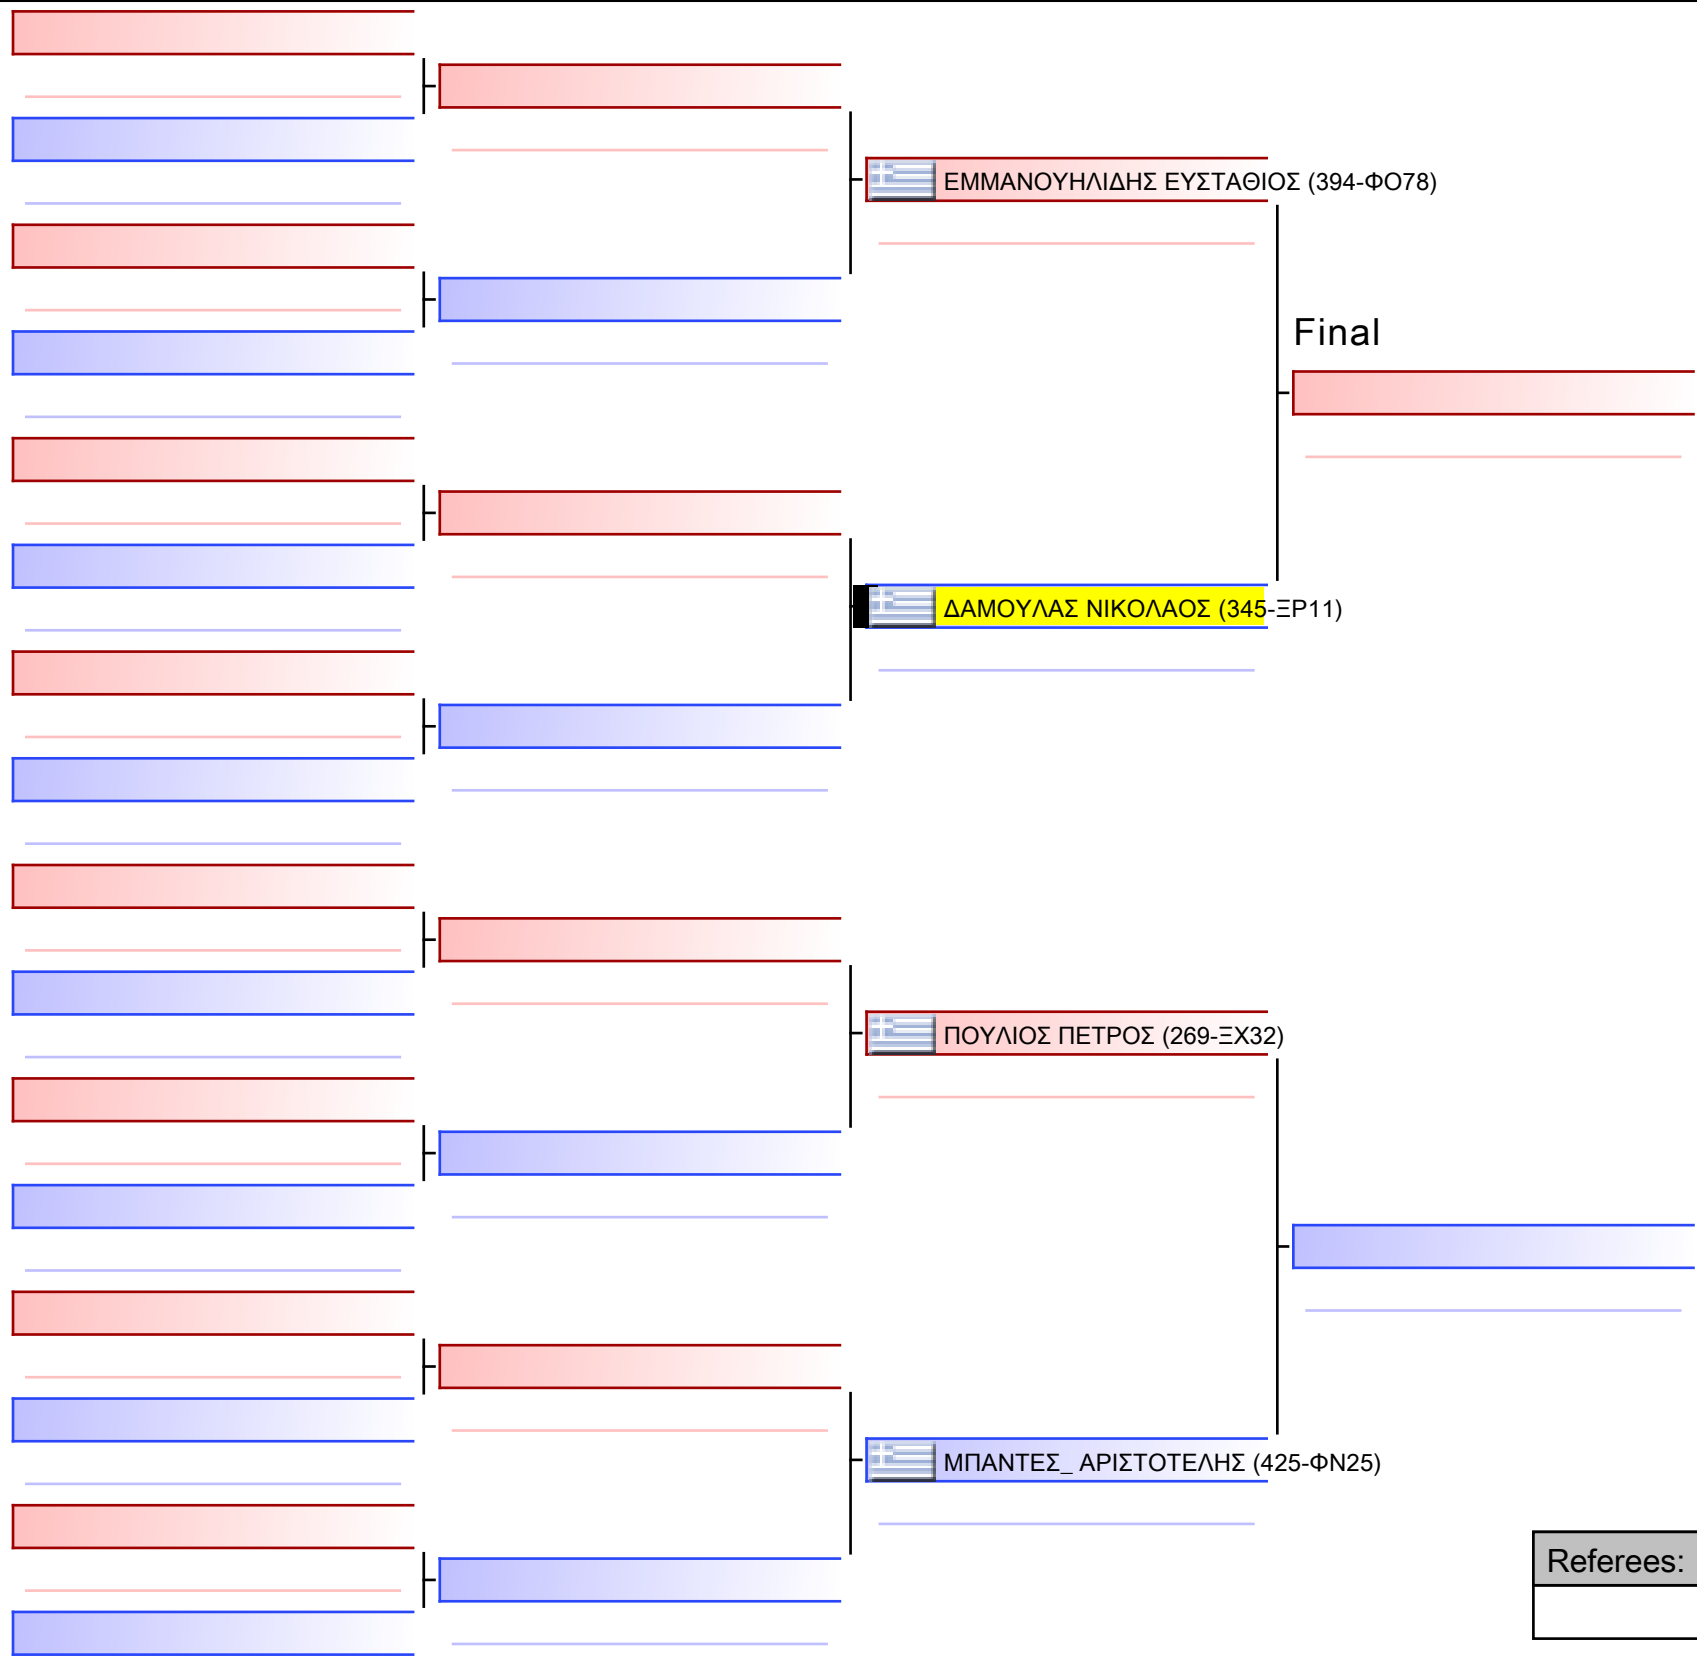 ΕΜΜΑΝΟΥΗΛΙΔΗΣ ΕΥΣΤΑΘΙΟΣ (394-ΦΟ78)
Final
ΔΑΜΟΥΛΑΣ ΝΙΚΟΛΑΟΣ (345-ΞΡ11)
ΠΟΥΛΙΟΣ ΠΕΤΡΟΣ (269-ΞΧ32)
ΜΠΑΝΤΕΣ_ ΑΡΙΣΤΟΤΕΛΗΣ (425-ΦΝ25)
Referees: